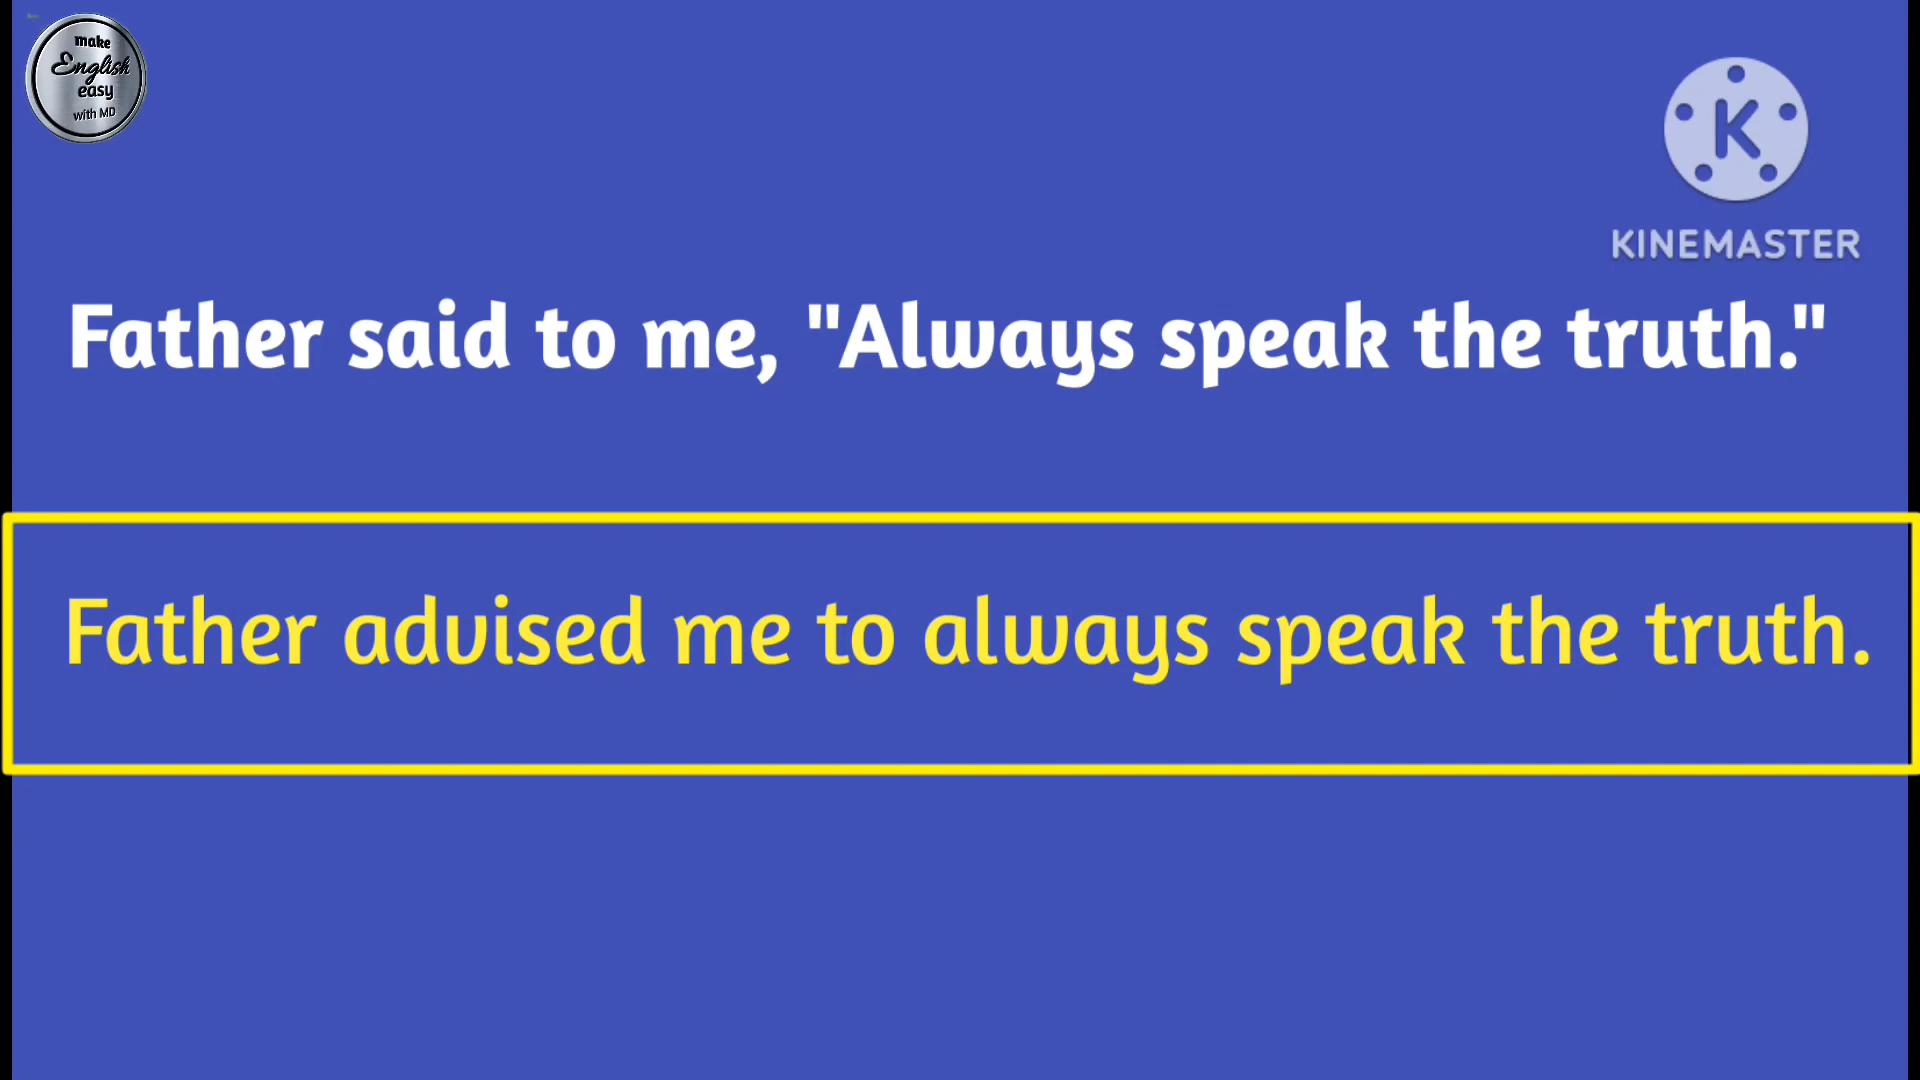 make
English
easy
with MD
K
KINEMASTER
Father said to me, "Always speak the truth."
Father advised me to always speak the truth.